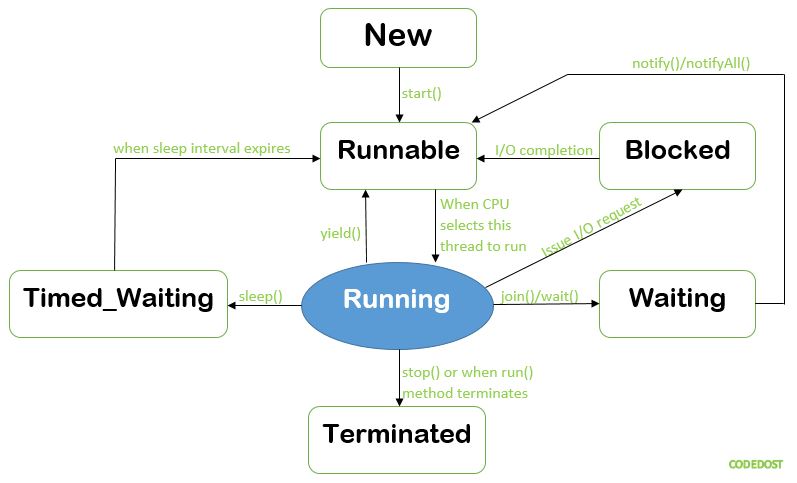 New
notify()/notifyAll()
start()
when sleep interval expires
Runnable
I/O completion
Blocked
yield()
When CPU
selects this
thread to run
Issue I/O request
Timed_Waiting
sleep()
Running
join()/wait()
Waiting
stop() or when run()
method terminates
Terminated
CODEDOST